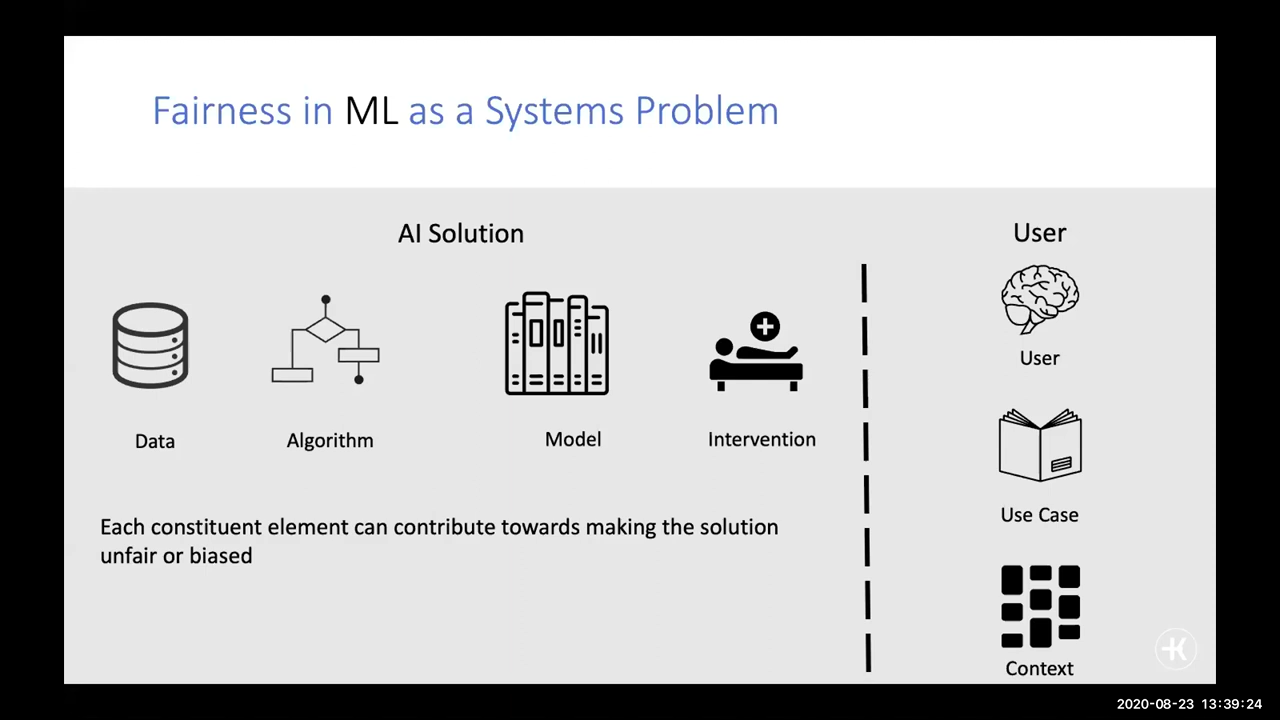 Fairness in ML as a Systems Problem
AI Solution
Data
Algorithm
Model
Intervention
Each constituent element can contribute towards making the solution
unfair or biased
User
User
Use Case
Context
K
2020-08-23 13:39:24